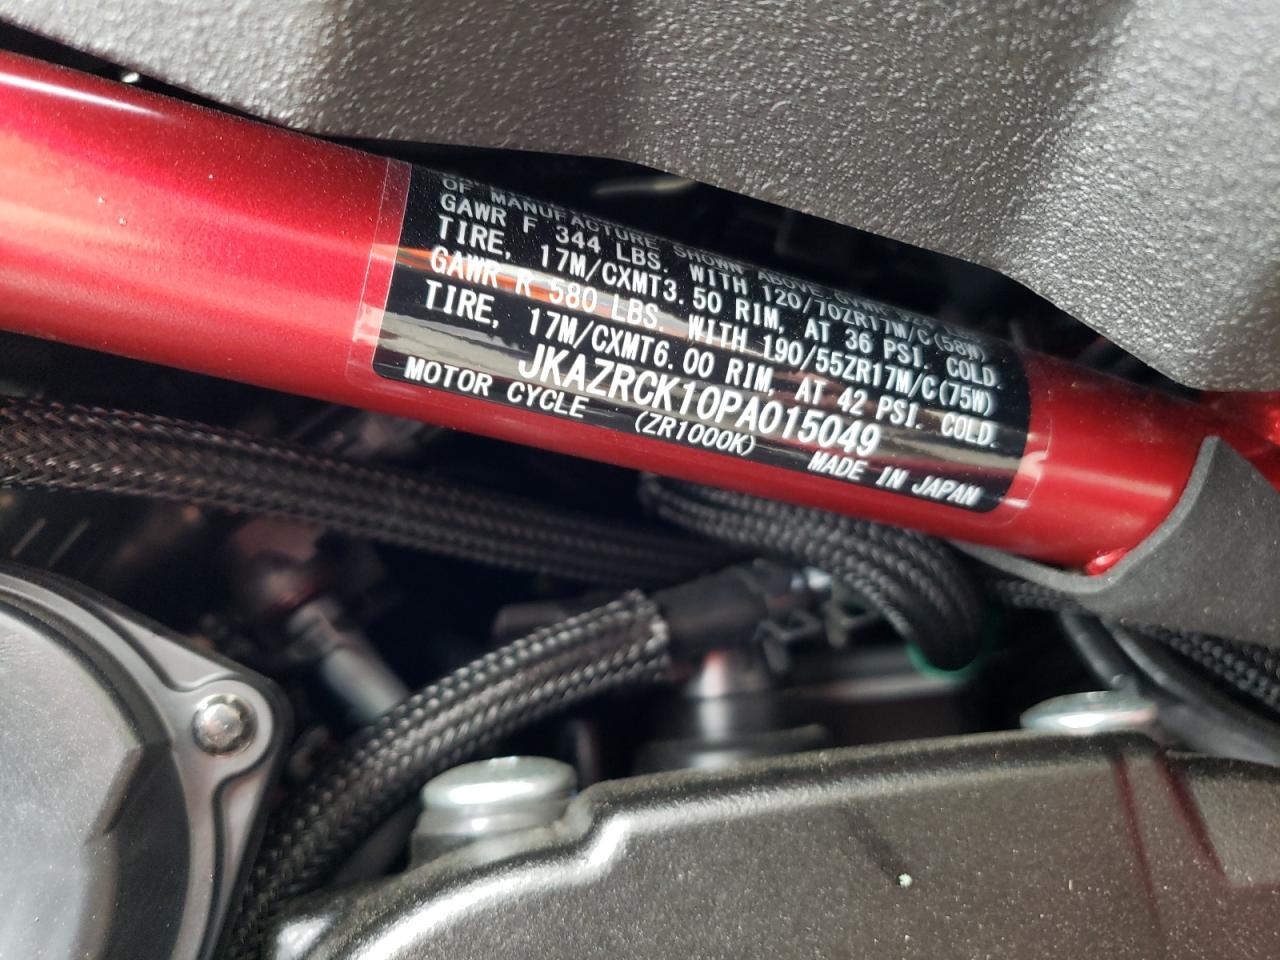 OF MANUFACTURE SHOWN ABOVE.
GAWR F 344 LBS. WITH 120/70ZR17M/C(58W)
TIRE, 17M/CXMT3.50 RIM, AT 36 PSI. COLD.
GAWR R 580 LBS. WITH 190/55ZR17M/C(75W)
TIRE, 17M/CXMT6.00 RIM, AT 42 PSI. COLD.
JKAZRCK10PA015049
MOTOR CYCLE (ZR1000K) MADE IN JAPAN